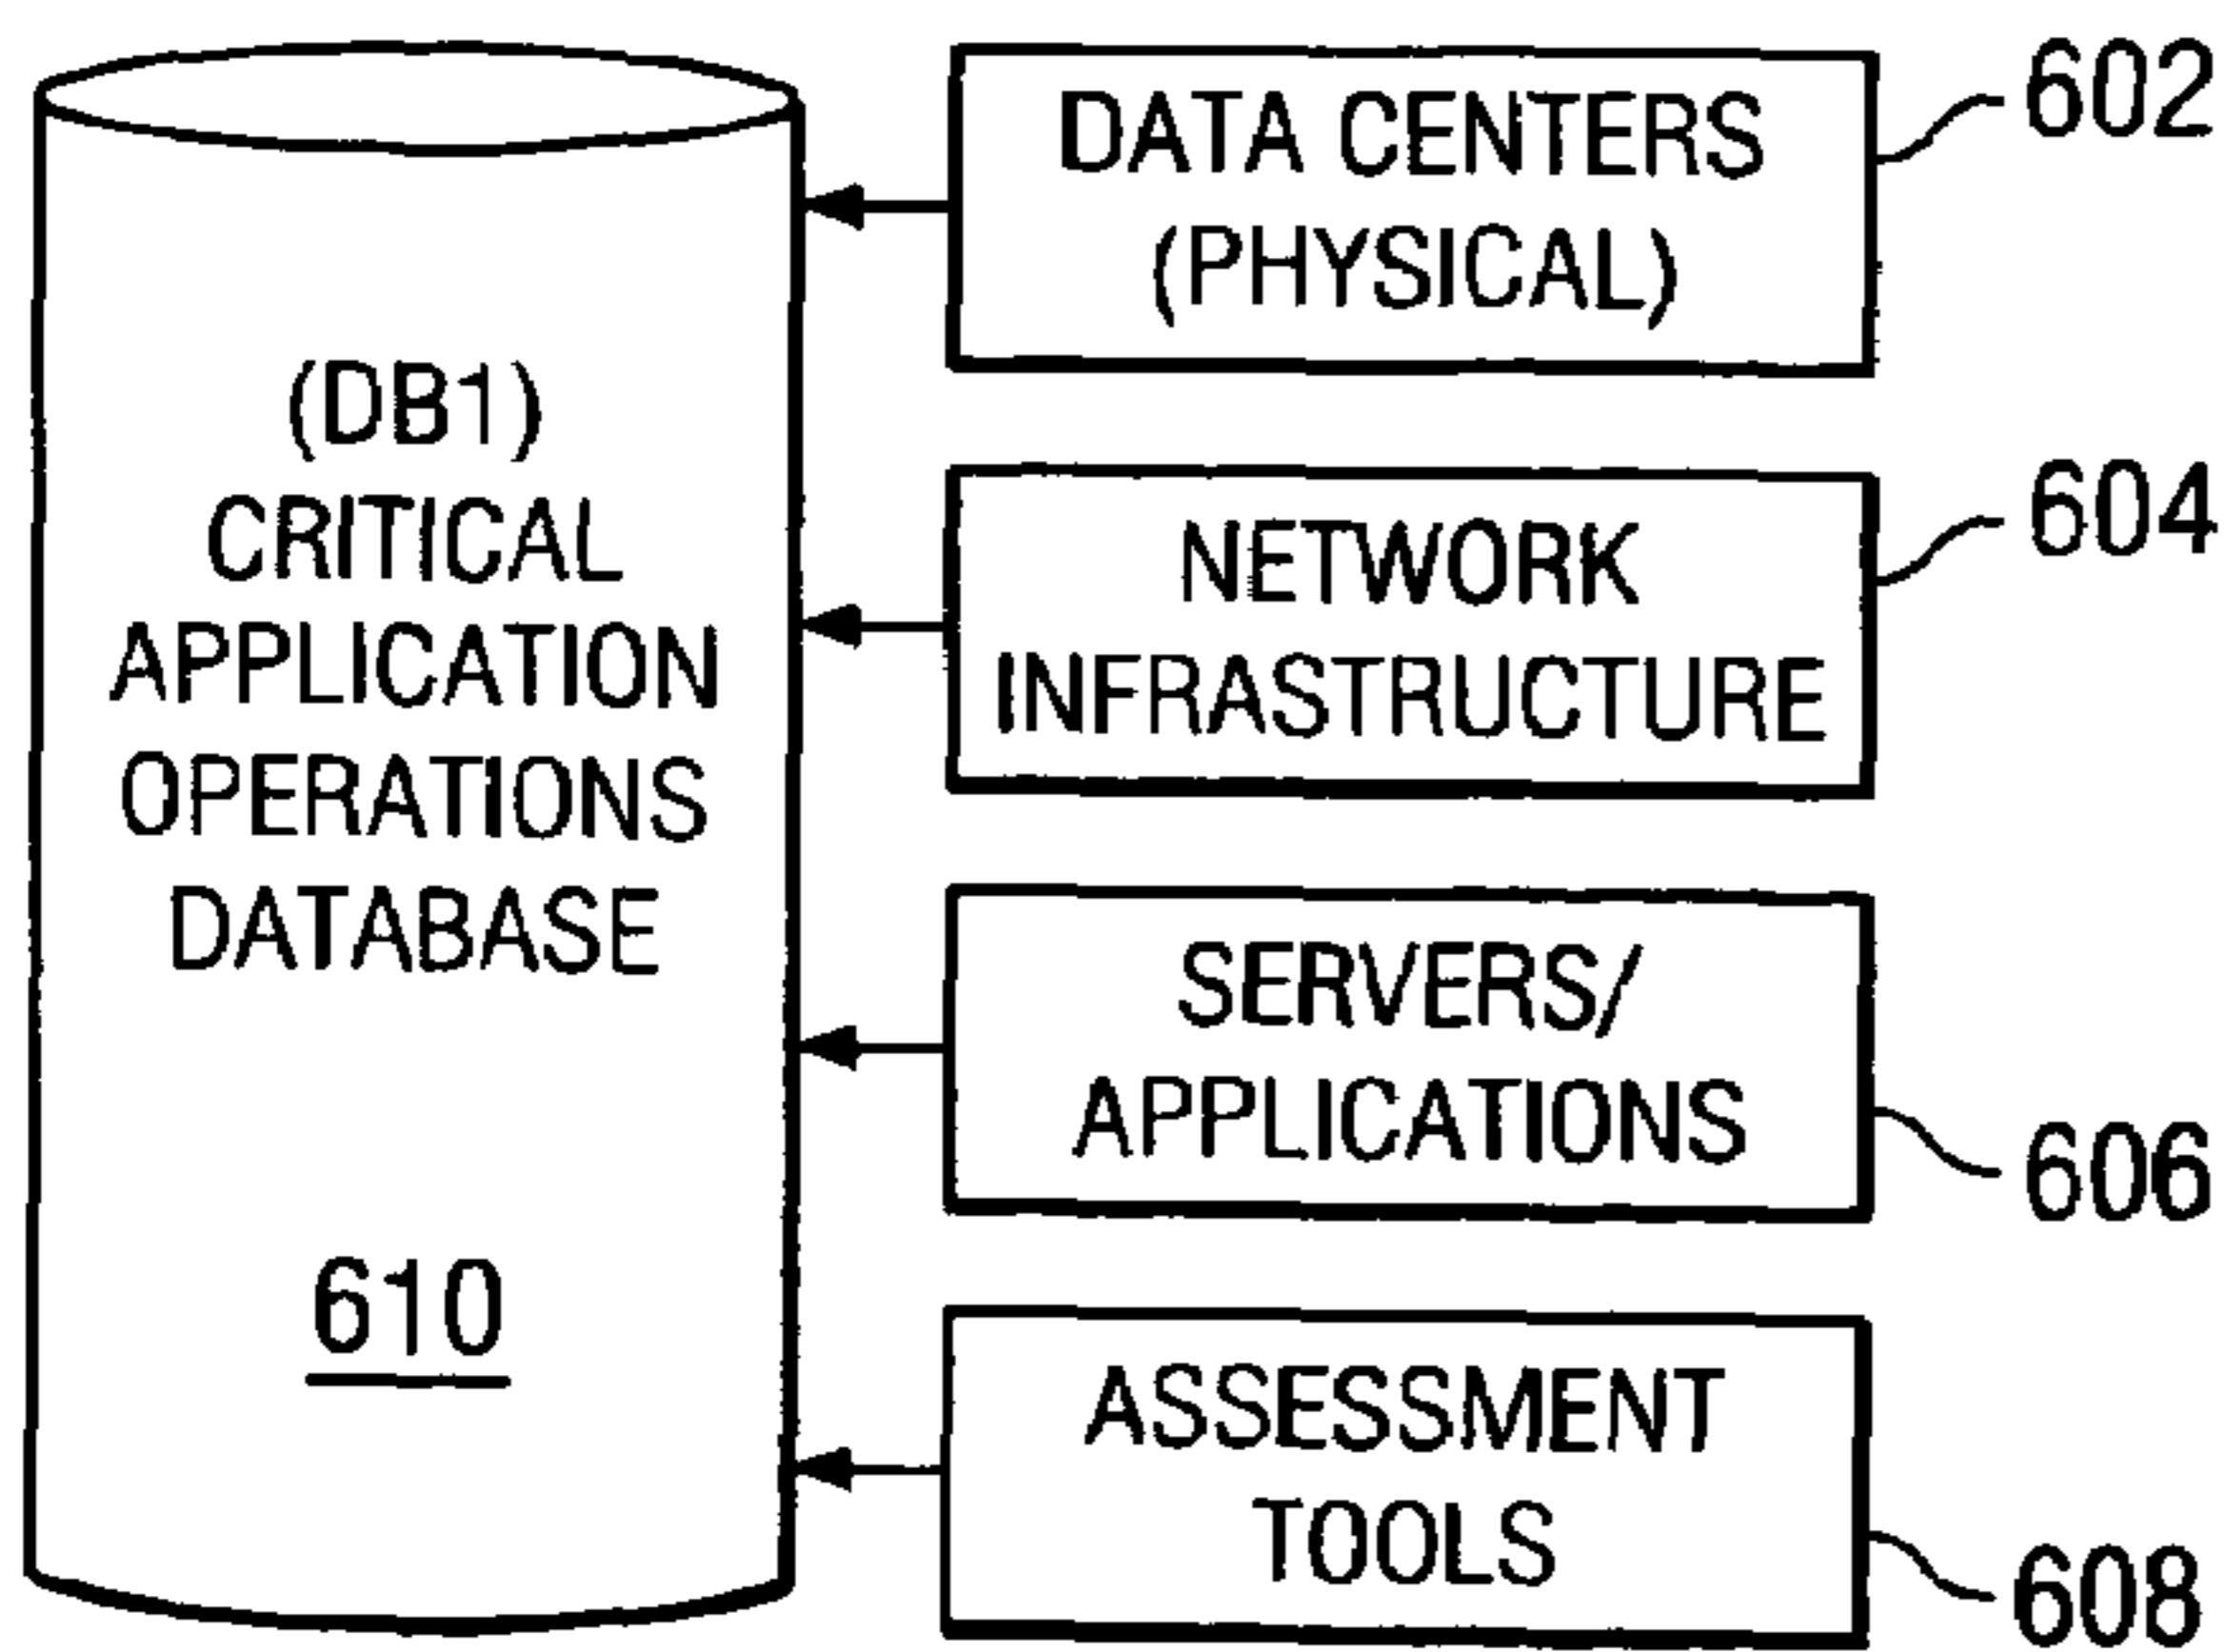 (DB1)
CRITICAL
APPLICATION
OPERATIONS
DATABASE
610
DATA CENTERS
(PHYSICAL)
602
NETWORK
INFRASTRUCTURE
604
SERVERS/
APPLICATIONS
606
ASSESSMENT
TOOLS
608